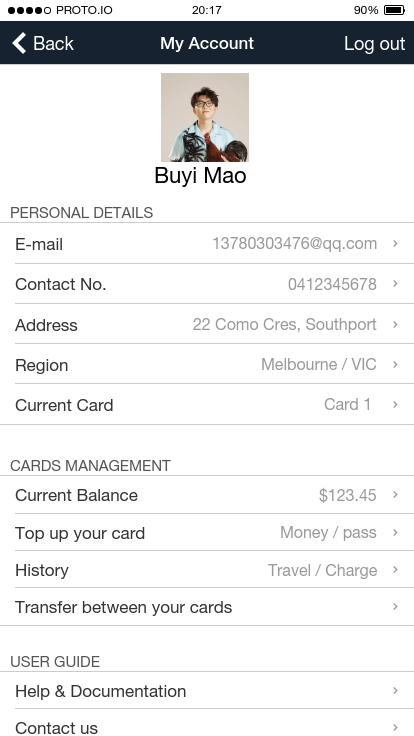 PROTO.IO 20:17 90%
Back My Account Log out
Buyi Mao
PERSONAL DETAILS
E-mail 13780303476@qq.com
Contact No. 0412345678
Address 22 Como Cres, Southport
Region Melbourne / VIC
Current Card Card 1
CARDS MANAGEMENT
Current Balance $123.45
Top up your card Money / pass
History Travel / Charge
Transfer between your cards
USER GUIDE
Help & Documentation
Contact us